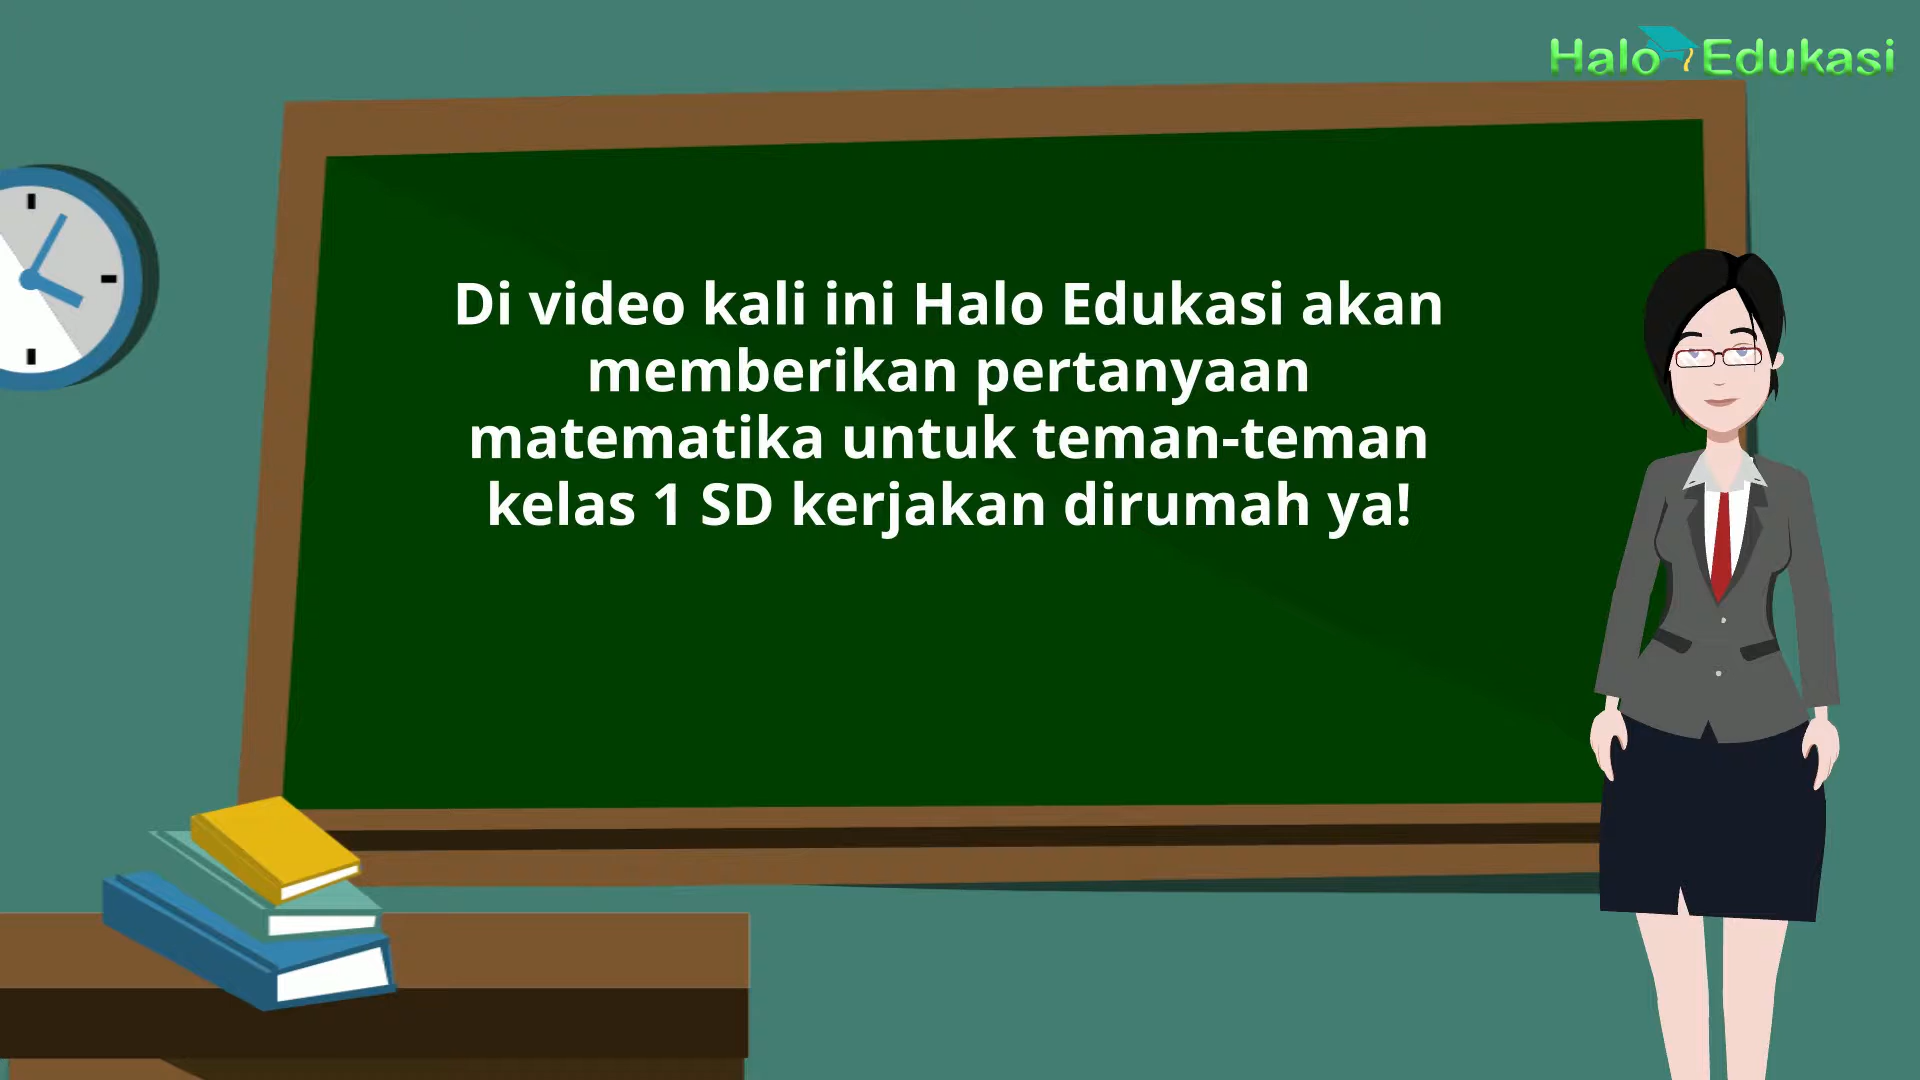 Halo Edukasi
Di video kali ini Halo Edukasi akan
memberikan pertanyaan
matematika untuk teman-teman
kelas 1 SD kerjakan dirumah ya!